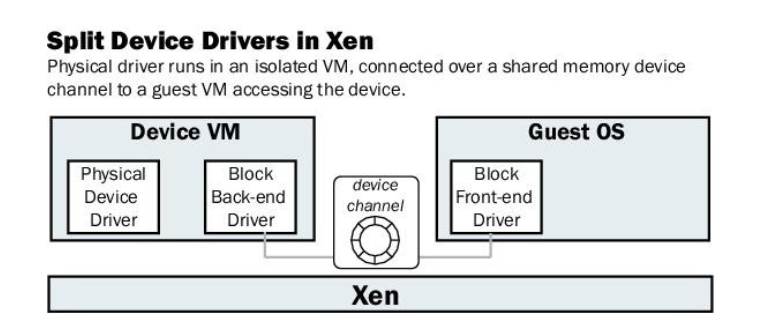 Split Device Drivers in Xen
Physical driver runs in an isolated VM, connected over a shared memory device
channel to a guest VM accessing the device.
Device VM
Physical
Device
Driver
Block
Back-end
Driver
device
channel
Guest OS
Block
Front-end
Driver
Xen